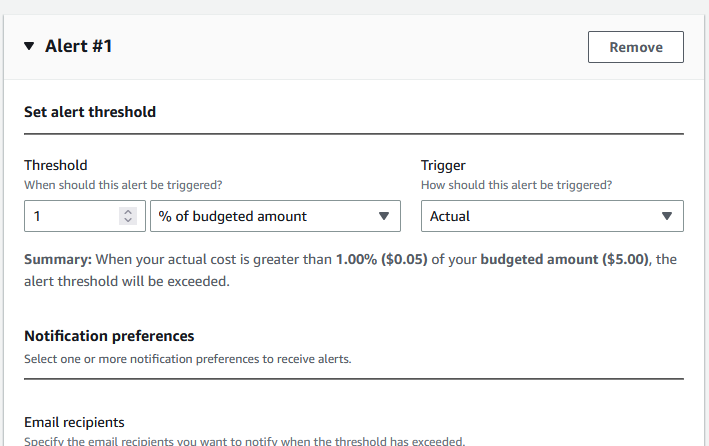 Alert #1
Remove
Set alert threshold
Threshold
When should this alert be triggered?
1
% of budgeted amount
Trigger
How should this alert be triggered?
Actual
Summary: When your actual cost is greater than 1.00% ($0.05) of your budgeted amount ($5.00), the
alert threshold will be exceeded.
Notification preferences
Select one or more notification preferences to receive alerts.
Email recipients
Specify the email recipients you want to notify when the threshold has exceeded.